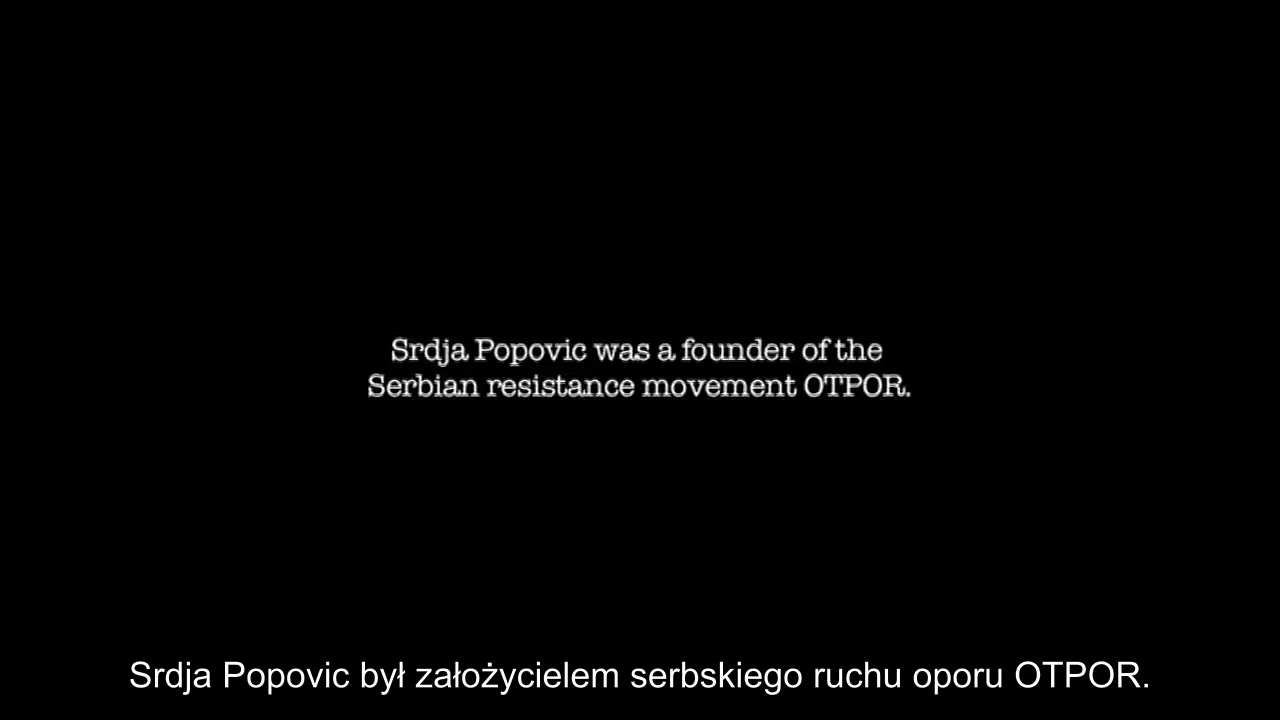 Srdja Popovic was a founder of the
Serbian resistance movement OTPOR.
Srdja Popovic był założycielem serbskiego ruchu oporu OTPOR.